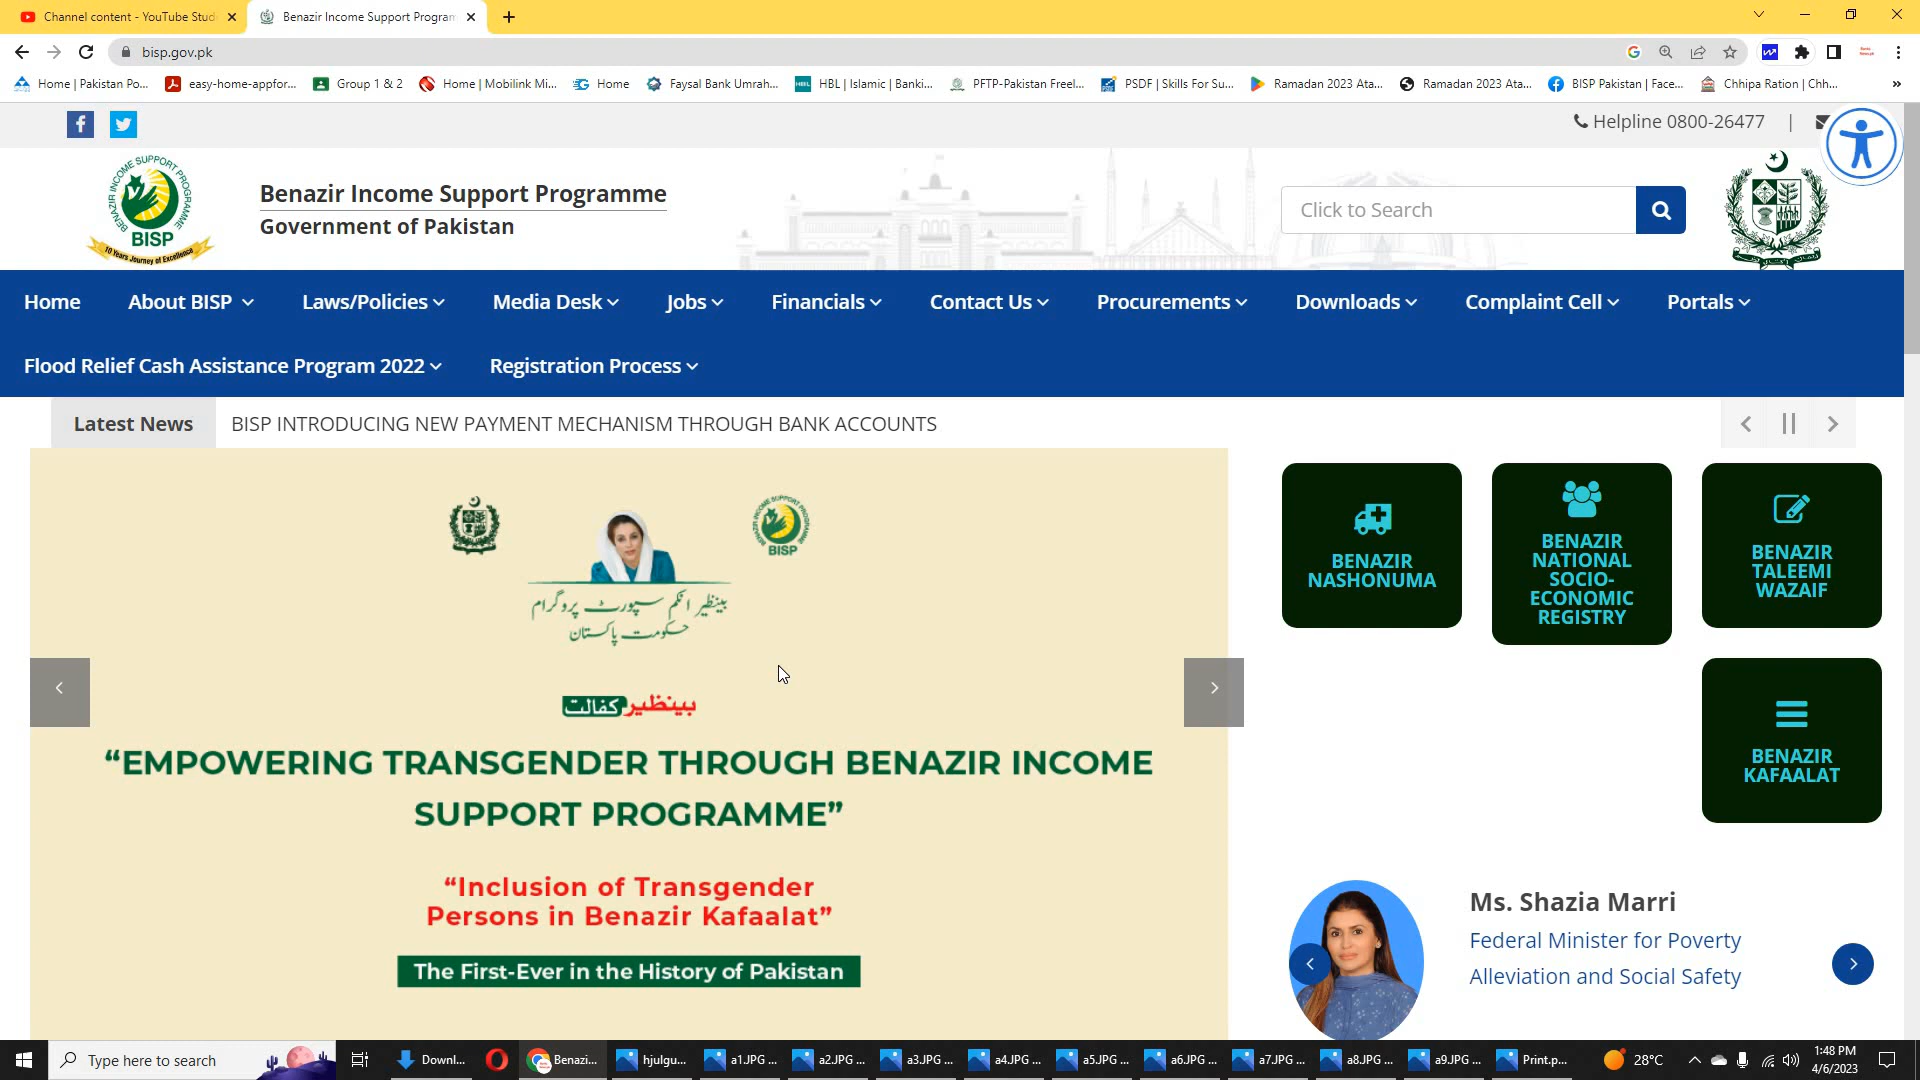 Channel content - YouTube Stud
Benazir Income Support Program
bisp.gov.pk
Home | Pakistan Po...
easy-home-appfor...
Group 1 & 2
Home | Mobilink Mi...
Home
Faysal Bank Umrah...
HBL | Islamic | Banki...
PFTP-Pakistan Freel...
PSDF | Skills For Su...
Ramadan 2023 Ata...
Ramadan 2023 Ata...
BISP Pakistan | Face...
Chhipa Ration | Chh...
»
Helpline 0800-26477 |
BENAZIR INCOME SUPPORT PROGRAMME
BISP
10 Years Journey of Excellence
Benazir Income Support Programme
Government of Pakistan
Click to Search
Home
About BISP
Laws/Policies
Media Desk
Jobs
Financials
Contact Us
Procurements
Downloads
Complaint Cell
Portals
Flood Relief Cash Assistance Program 2022
Registration Process
Latest News
BISP INTRODUCING NEW PAYMENT MECHANISM THROUGH BANK ACCOUNTS
BISP
بینظیر انکم سپورٹ پروگرام
حکومت پاکستان
بینظیر کفالت
“EMPOWERING TRANSGENDER THROUGH BENAZIR INCOME
SUPPORT PROGRAMME”
“Inclusion of Transgender
Persons in Benazir Kafaalat”
The First-Ever in the History of Pakistan
BENAZIR
NASHONUMA
BENAZIR
NATIONAL
SOCIO-
ECONOMIC
REGISTRY
BENAZIR
TALEEMI
WAZAIF
BENAZIR
KAFAALAT
Ms. Shazia Marri
Federal Minister for Poverty
Alleviation and Social Safety
Type here to search
Downl...
Benazi...
hjulgu...
a1.JPG ...
a2.JPG ...
a3.JPG ...
a4.JPG ...
a5.JPG ...
a6.JPG ...
a7.JPG ...
a8.JPG ...
a9.JPG ...
Print.p...
28°C
1:48 PM
4/6/2023